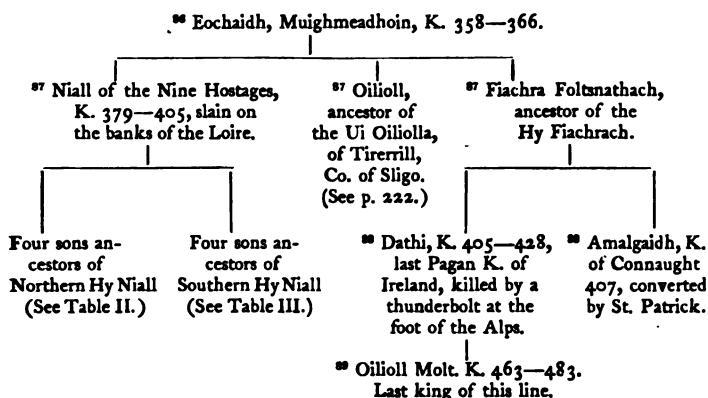 ⁸⁶ Eochaidh, Muighmeadhoin, K. 358—366.
⁸⁷ Niall of the Nine Hostages,
K. 379—405, slain on
the banks of the Loire.
⁸⁷ Oilioll,
ancestor of
the Ui Oiliolla,
of Tirerrill,
Co. of Sligo.
(See p. 222.)
⁸⁷ Fiachra Foltsnathach,
ancestor of the
Hy Fiachrach.
Four sons an-
cestors of
Northern Hy Niall
(See Table II.)
Four sons an-
cestors of
Southern Hy Niall
(See Table III.)
⁸⁸ Dathi, K. 405—428,
last Pagan K. of
Ireland, killed by a
thunderbolt at the
foot of the Alps.
⁸⁸ Amalgaidh, K.
of Connaught
407, converted
by St. Patrick.
⁸⁹ Oilioll Molt. K. 463—483.
Last king of this line.